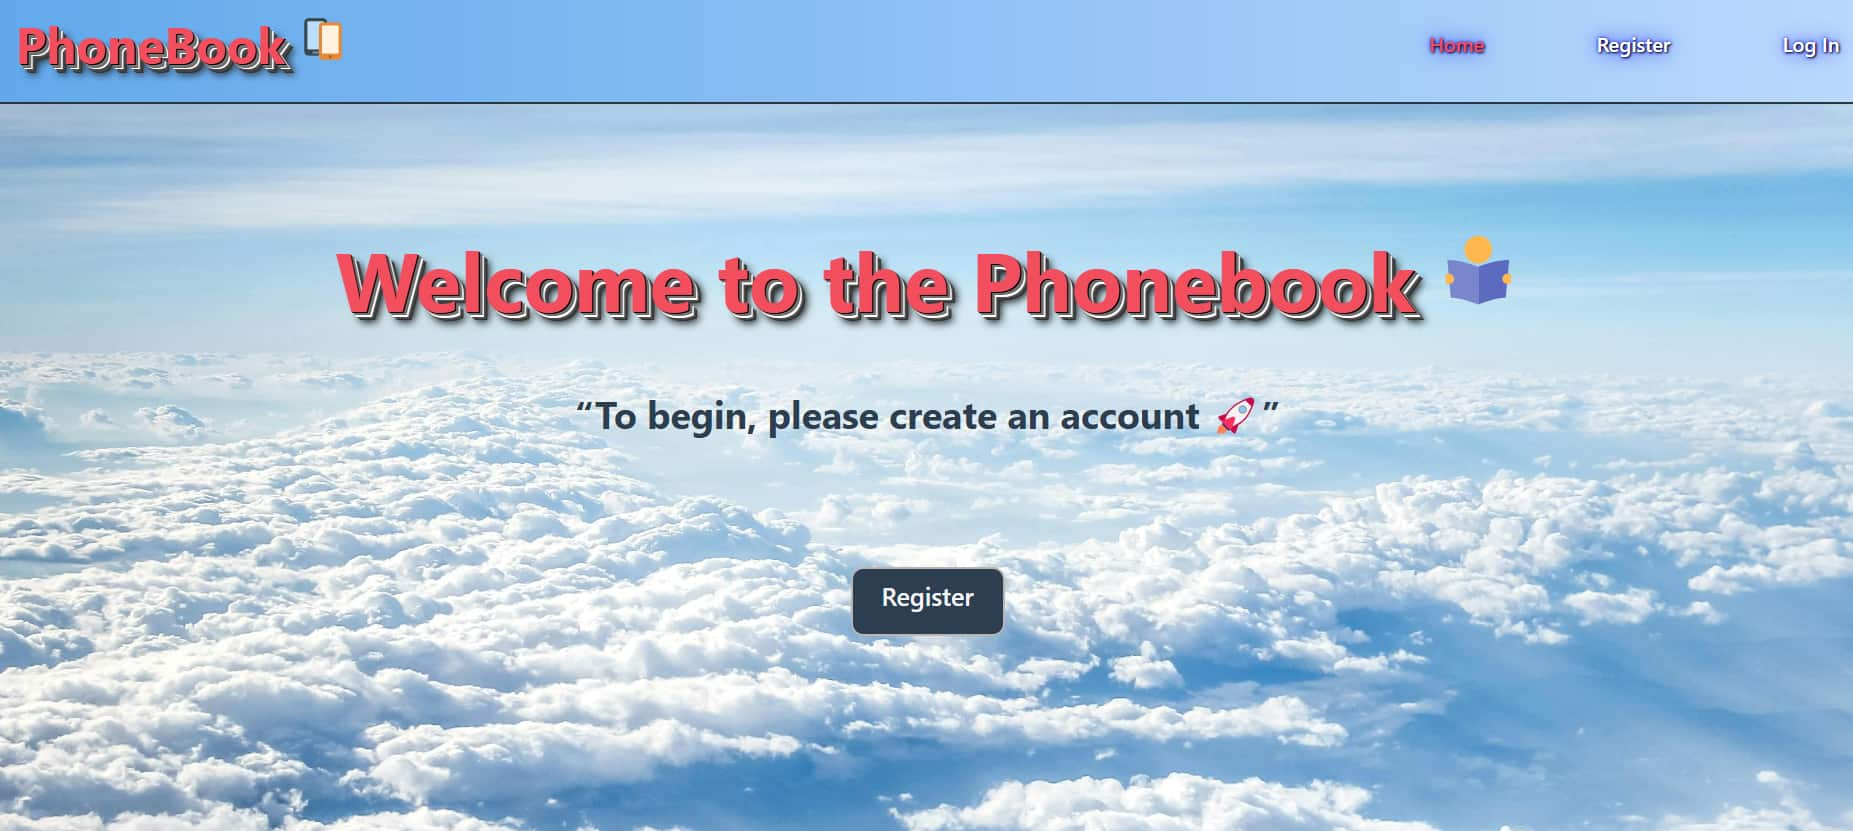 PhoneBook
Home
Register
Log In
Welcome to the Phonebook
“To begin, please create an account 🚀”
Register